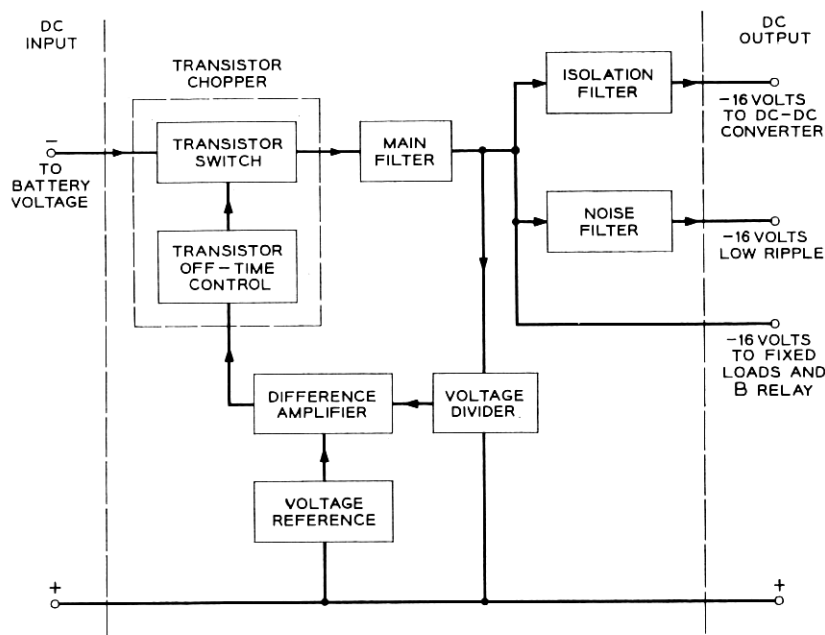 DC
INPUT
DC
OUTPUT
TRANSISTOR
CHOPPER
ISOLATION
FILTER
-16 VOLTS
TO DC-DC
CONVERTER
−
TO
BATTERY
VOLTAGE
TRANSISTOR
SWITCH
MAIN
FILTER
NOISE
FILTER
-16 VOLTS
LOW RIPPLE
TRANSISTOR
OFF-TIME
CONTROL
-16 VOLTS
TO FIXED
LOADS AND
B RELAY
DIFFERENCE
AMPLIFIER
VOLTAGE
DIVIDER
VOLTAGE
REFERENCE
+
+